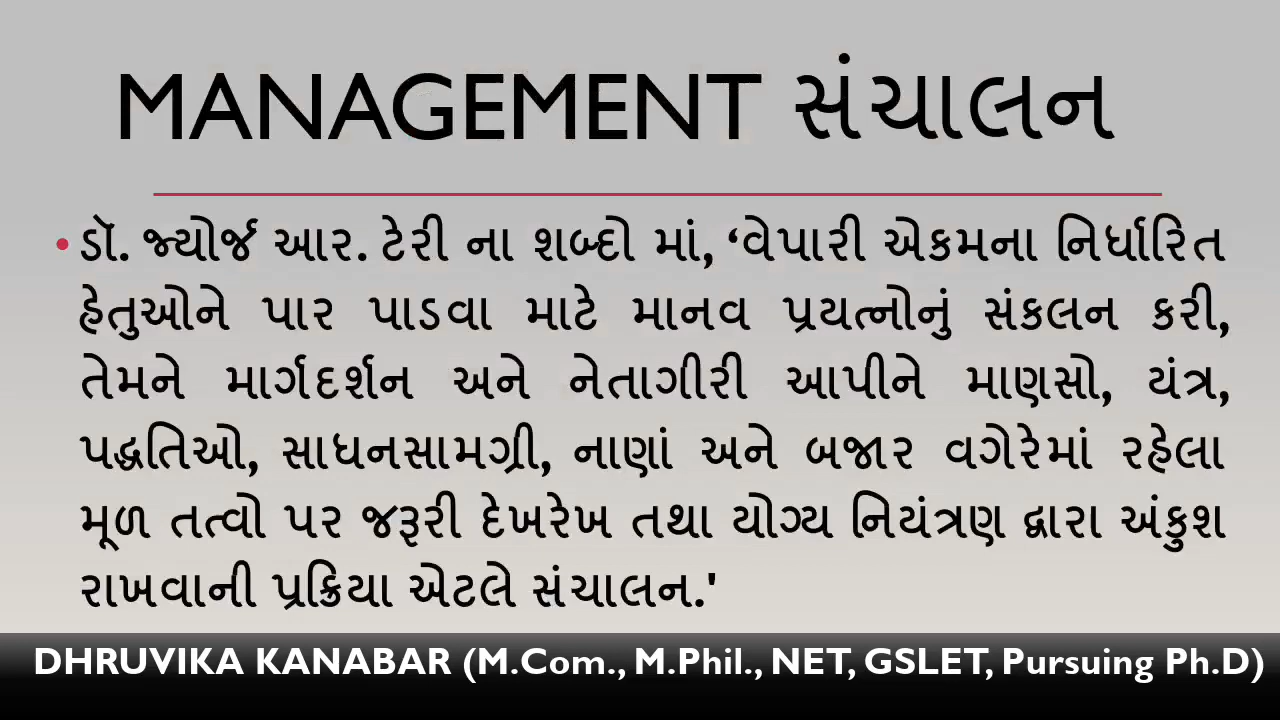 MANAGEMENT સંચાલન
• ડૉ. જ્યોર્જ આર. ટેરી ના શબ્દો માં, ‘વેપારી એકમના નિર્ધારિત
હેતુઓને પાર પાડવા માટે માનવ પ્રયત્નોનું સંકલન કરી,
તેમને માર્ગદર્શન અને નેતાગીરી આપીને માણસો, યંત્ર,
પદ્ધતિઓ, સાધનસામગ્રી, નાણાં અને બજાર વગેરેમાં રહેલા
મૂળ તત્વો પર જરૂરી દેખરેખ તથા યોગ્ય નિયંત્રણ દ્વારા અંકુશ
રાખવાની પ્રક્રિયા એટલે સંચાલન.'
DHRUVIKA KANABAR (M.Com., M.Phil., NET, GSLET, Pursuing Ph.D)